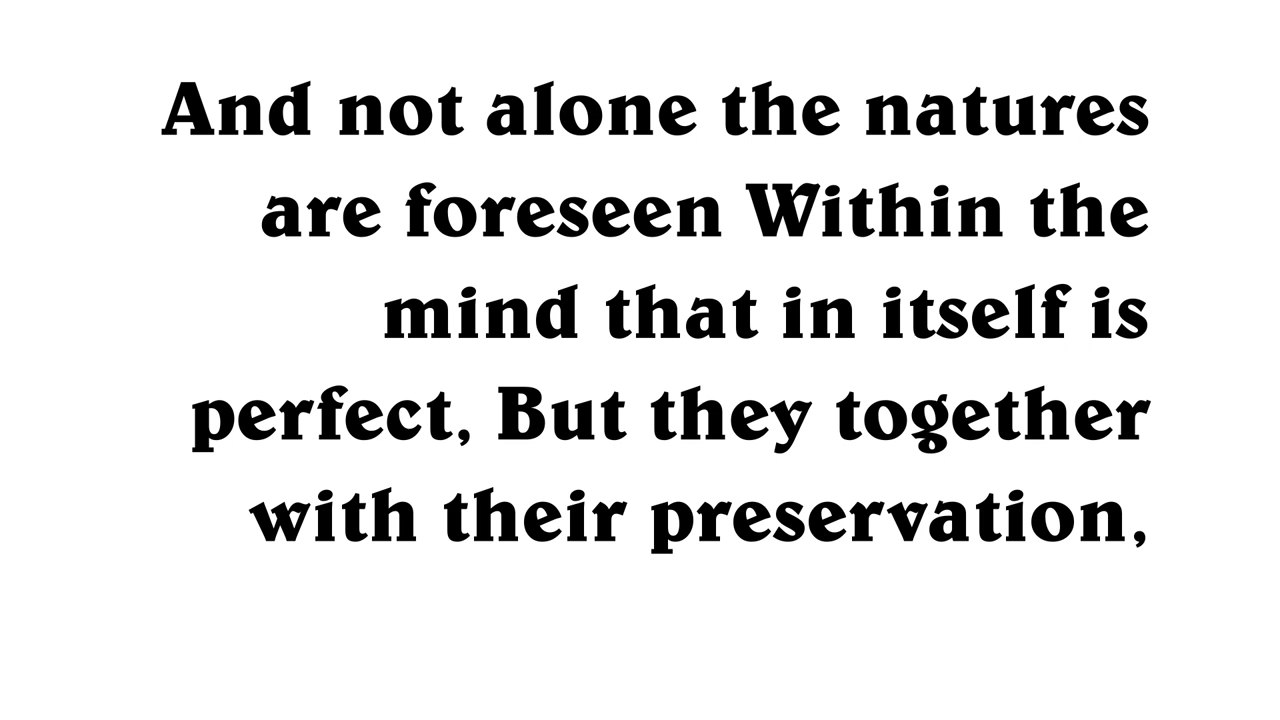 And not alone the natures
are foreseen Within the
mind that in itself is
perfect, But they together
with their preservation,